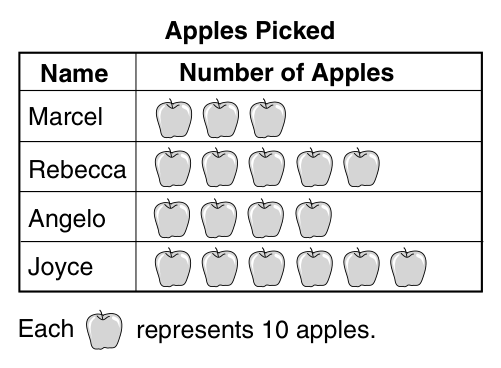 Apples Picked
Name Number of Apples
Marcel
Rebecca
Angelo
Joyce
Each represents 10 apples.